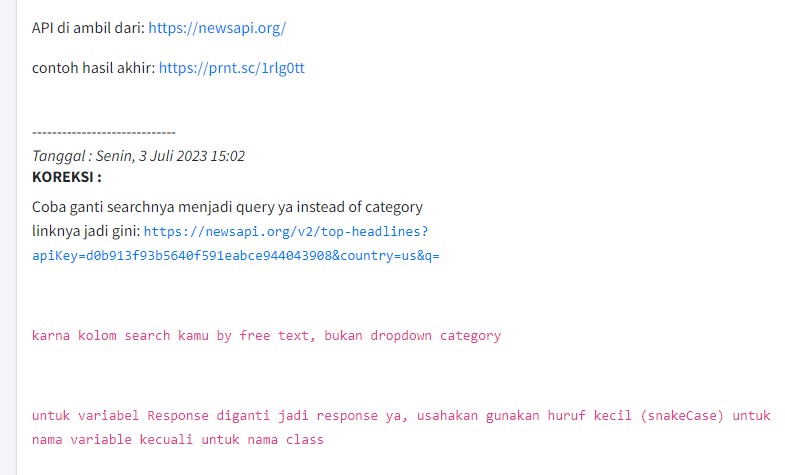 API di ambil dari: https://newsapi.org/
contoh hasil akhir: https://prnt.sc/1rlg0tt
-----------------------------
Tanggal : Senin, 3 Juli 2023 15:02
KOREKSI :
Coba ganti searchnya menjadi query ya instead of category
linknya jadi gini: https://newsapi.org/v2/top-headlines?
apiKey=d0b913f93b5640f591eabce944043908&country=us&q=
karna kolom search kamu by free text, bukan dropdown category
untuk variabel Response diganti jadi response ya, usahakan gunakan huruf kecil (snakeCase) untuk
nama variable kecuali untuk nama class